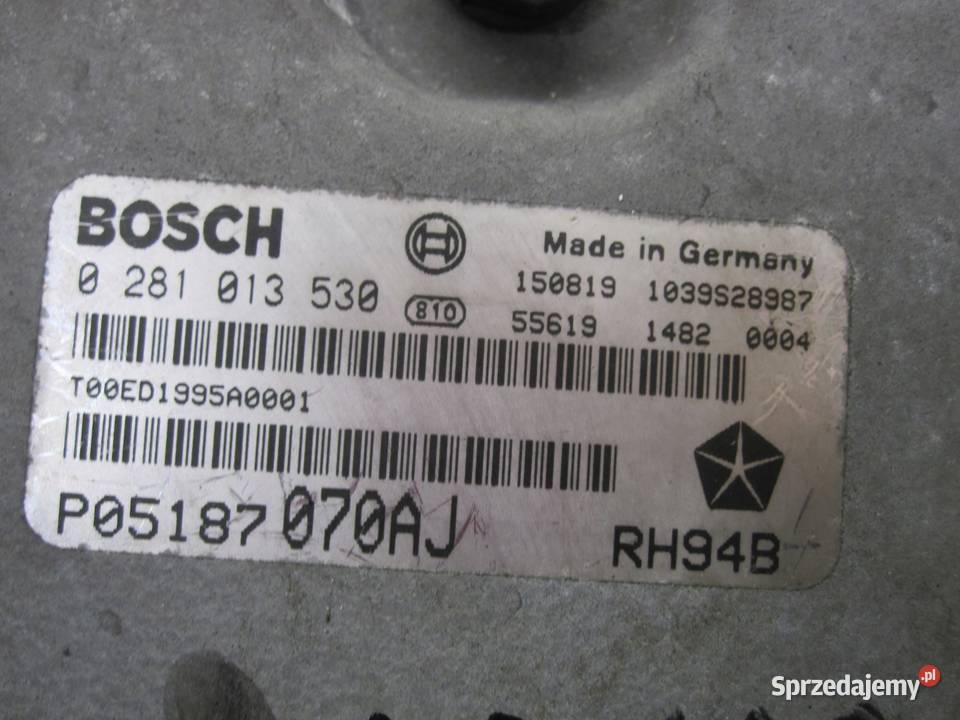 BOSCH
Made in Germany
0 281 013 530
150819 1039S28987
810
55619 1482 0004
T00ED1995A0001
P05187070AJ
RH94B
Sprzedajemy.pl